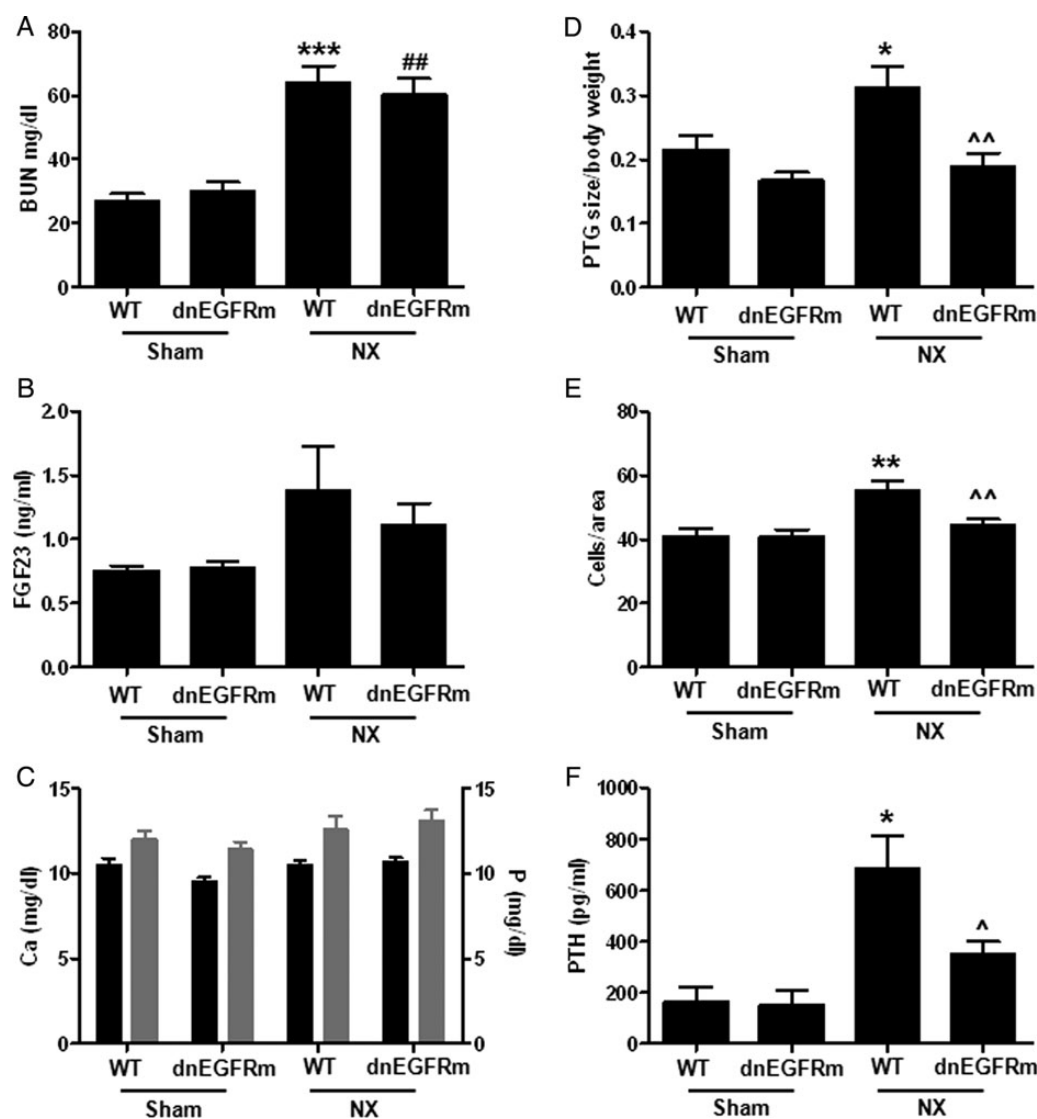 A
BUN mg/dl
80
60
40
20
0
***
##
WT
dnEGFRm
WT
dnEGFRm
Sham
NX
B
FGF23 (ng/ml)
2.0
1.5
1.0
0.5
0.0
WT
dnEGFRm
WT
dnEGFRm
Sham
NX
C
Ca (mg/dl)
15
10
5
0
15
10
5
0
P (mg/dl)
WT
dnEGFRm
WT
dnEGFRm
Sham
NX
D
PTG size/body weight
0.4
0.3
0.2
0.1
0.0
*
^^
WT
dnEGFRm
WT
dnEGFRm
Sham
NX
E
Cells/area
80
60
40
20
0
**
^^
WT
dnEGFRm
WT
dnEGFRm
Sham
NX
F
PTH (pg/ml)
1000
800
600
400
200
0
*
^
WT
dnEGFRm
WT
dnEGFRm
Sham
NX